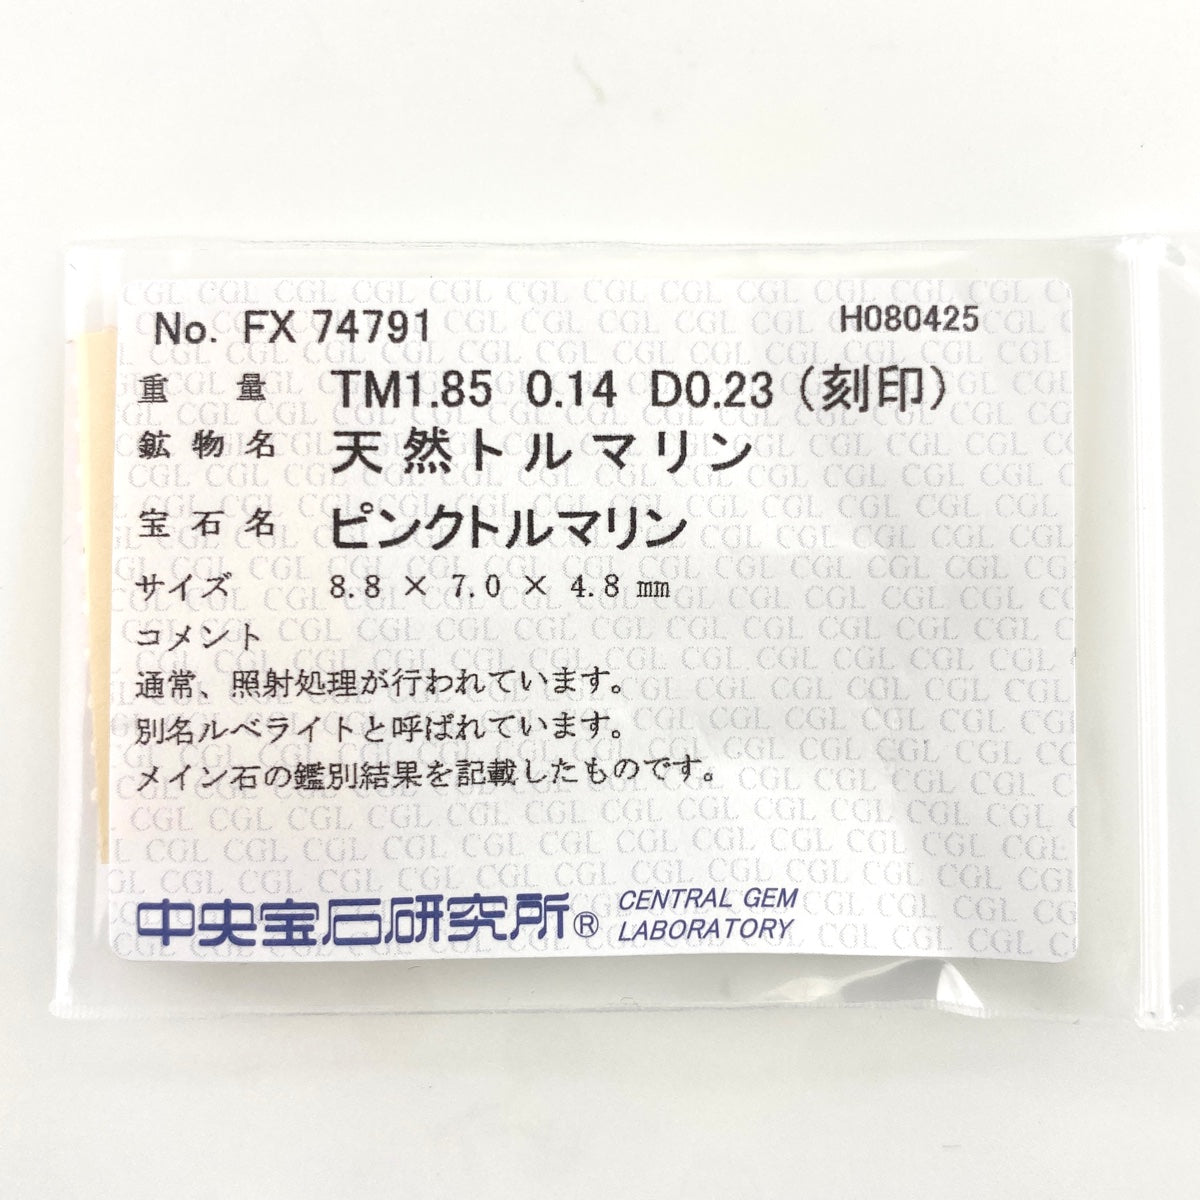 No. FX 74791 H080425
重量 TM1.85 0.14 D0.23 (刻印)
鉱物名 天然トルマリン
宝石名 ピンクトルマリン
サイズ 8.8 × 7.0 × 4.8 mm
コメント
通常、照射処理が行われています。
別名ルベライトと呼ばれています。
メイン石の鑑別結果を記載したものです。
中央宝石研究所® CENTRAL GEM
LABORATORY